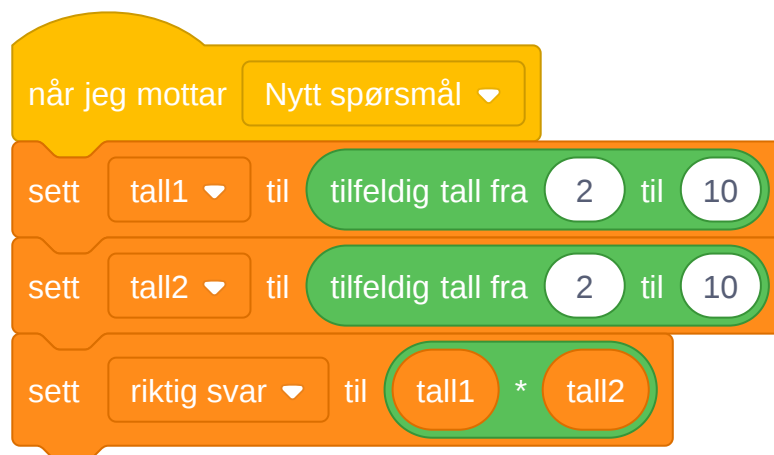 når jeg mottar Nytt spørsmål
sett tall1 til tilfeldig tall fra 2 til 10
sett tall2 til tilfeldig tall fra 2 til 10
sett riktig svar til tall1 * tall2